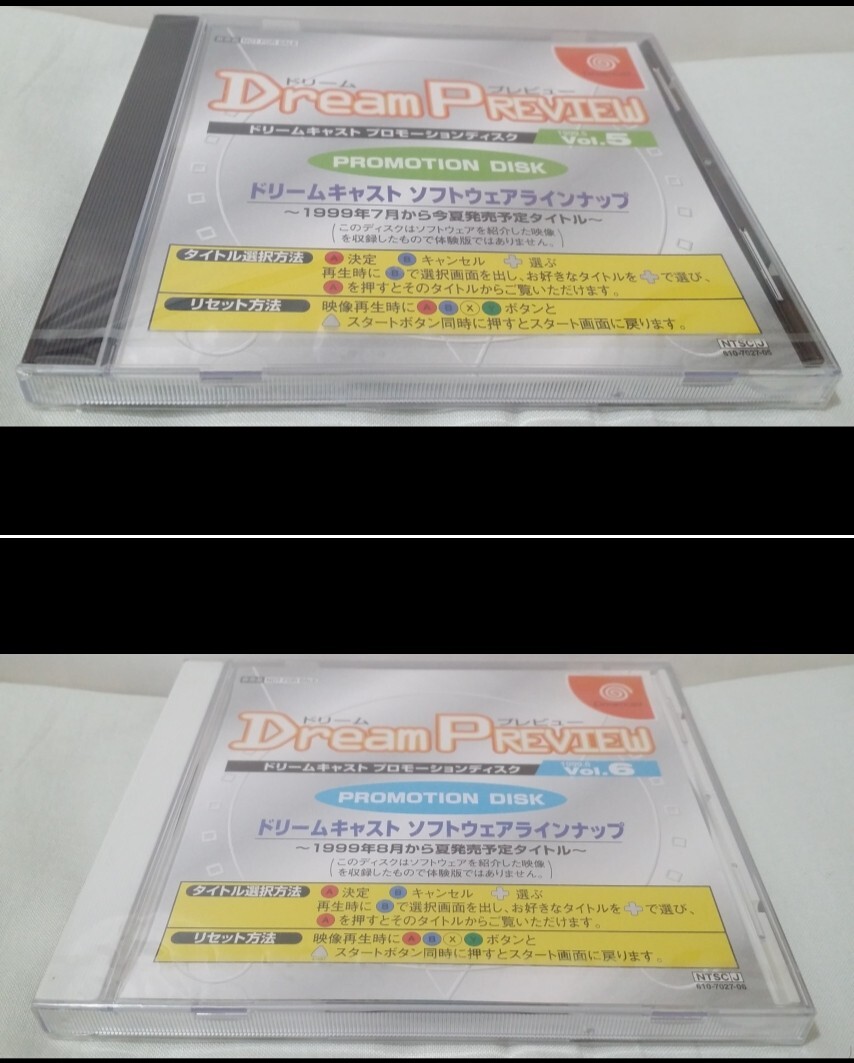 非売品 NOT FOR SALE
ドリーム プレビュー
Dream PREVIEW
ドリームキャスト プロモーションディスク Vol.5
PROMOTION DISK
ドリームキャスト ソフトウェアラインナップ
～1999年7月から今夏発売予定タイトル～
(このディスクはソフトウェアを紹介した映像
を収録したもので体験版ではありません。)
タイトル選択方法 A 決定 B キャンセル 選ぶ
再生時に B で選択画面を出し、お好きなタイトルを で選び、
A を押すとそのタイトルからご覧いただけます。
リセット方法 映像再生時に A B X Y ボタンと
スタートボタン同時に押すとスタート画面に戻ります。
NTSC J
610-7027-05
非売品 NOT FOR SALE
ドリーム プレビュー
Dream PREVIEW
ドリームキャスト プロモーションディスク Vol.6
PROMOTION DISK
ドリームキャスト ソフトウェアラインナップ
～1999年8月から夏発売予定タイトル～
(このディスクはソフトウェアを紹介した映像
を収録したもので体験版ではありません。)
タイトル選択方法 A 決定 B キャンセル 選ぶ
再生時に B で選択画面を出し、お好きなタイトルを で選び、
A を押すとそのタイトルからご覧いただけます。
リセット方法 映像再生時に A B X Y ボタンと
スタートボタン同時に押すとスタート画面に戻ります。
NTSC J
610-7027-06